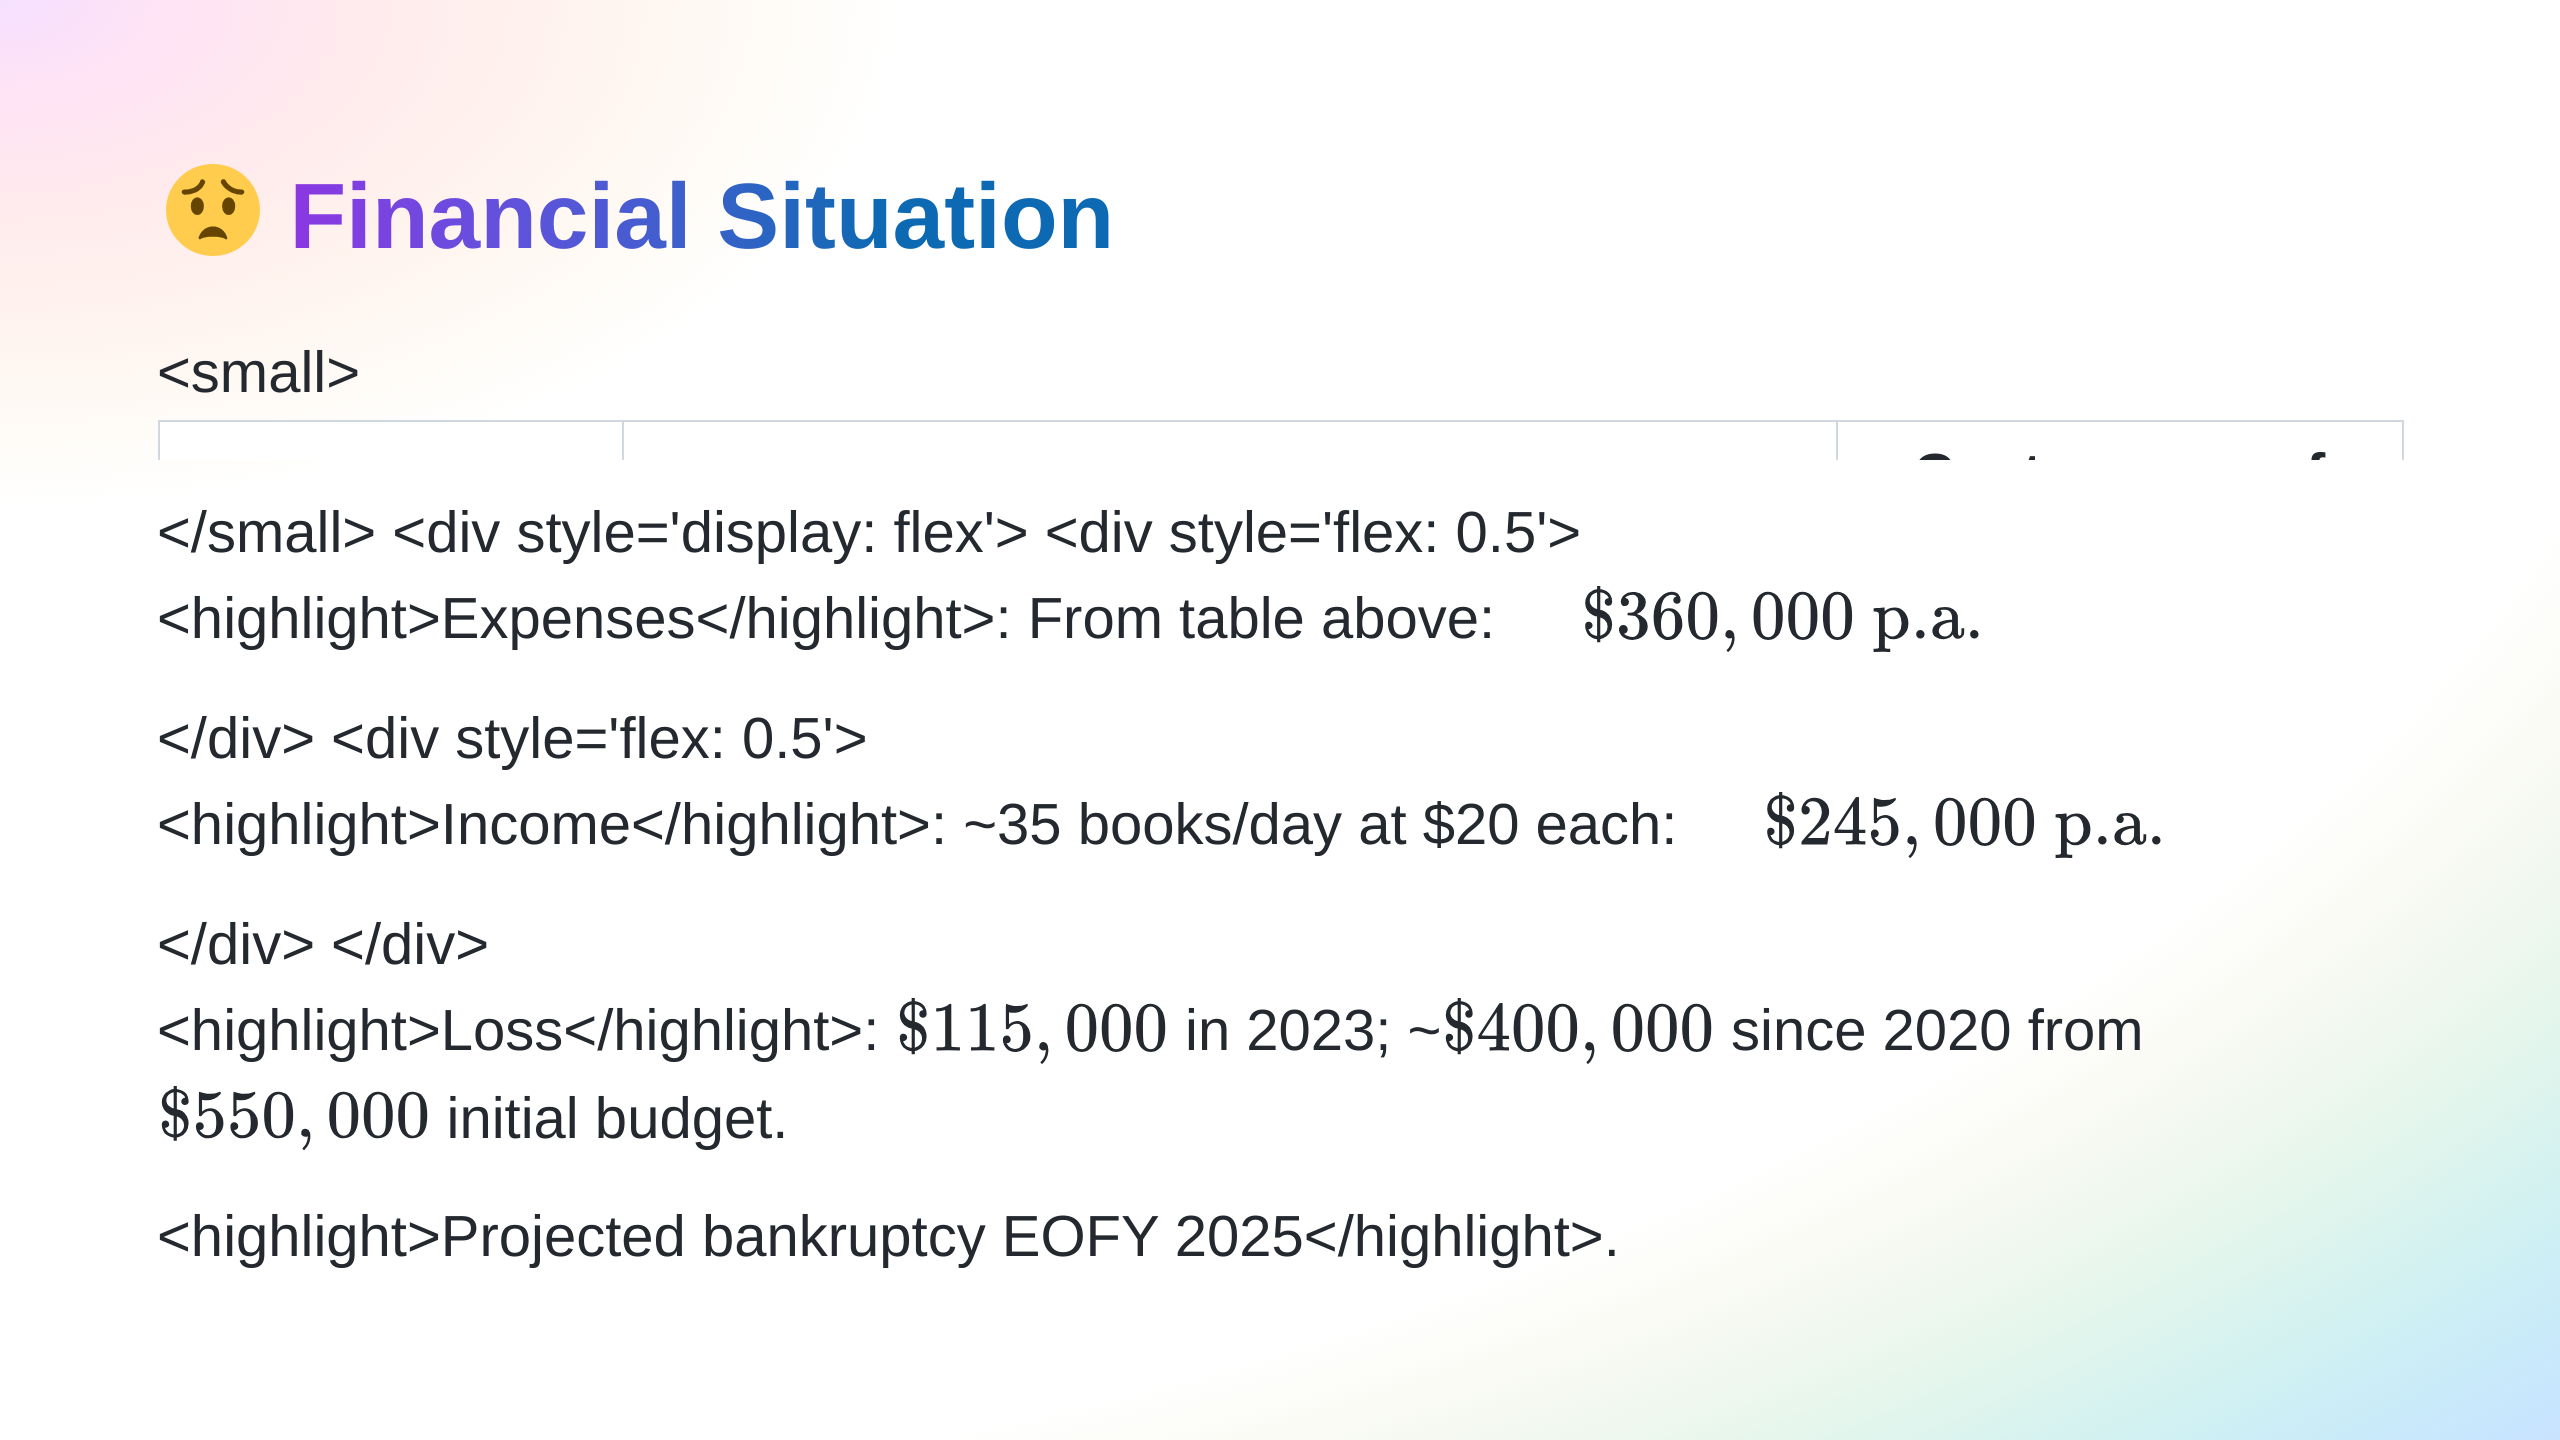 😟 Financial Situation
<small>
</small> <div style='display: flex'> <div style='flex: 0.5'>
<highlight>Expenses</highlight>: From table above: $360,000 p.a.
</div> <div style='flex: 0.5'>
<highlight>Income</highlight>: ~35 books/day at $20 each: $245,000 p.a.
</div> </div>
<highlight>Loss</highlight>: $115,000 in 2023; ~$400,000 since 2020 from
$550,000 initial budget.
<highlight>Projected bankruptcy EOFY 2025</highlight>.